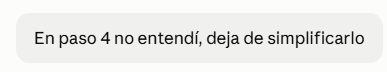 En paso 4 no entendí, deja de simplificarlo